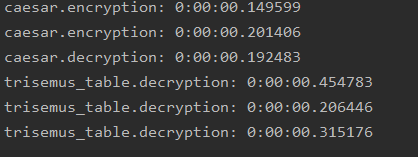 caesar.encryption: 0:00:00.149599
caesar.encryption: 0:00:00.201406
caesar.decryption: 0:00:00.192483
trisemus_table.decryption: 0:00:00.454783
trisemus_table.decryption: 0:00:00.206446
trisemus_table.decryption: 0:00:00.315176